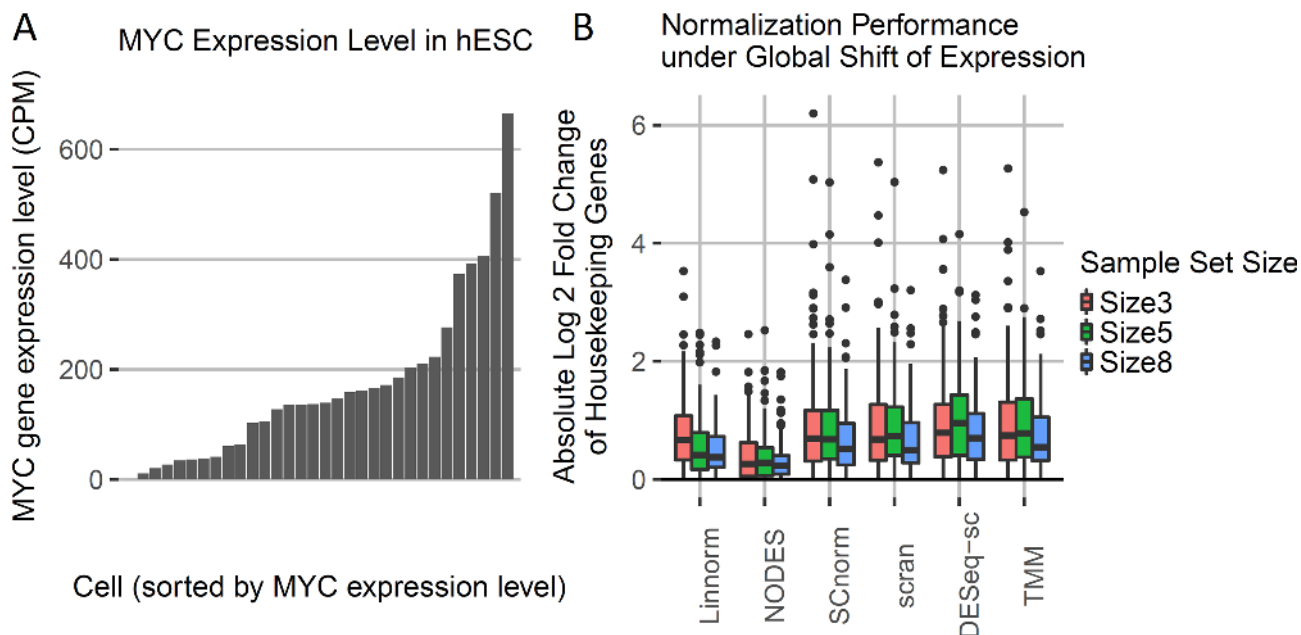 A
MYC Expression Level in hESC
MYC gene expression level (CPM)
600
400
200
0
Cell (sorted by MYC expression level)
B
Normalization Performance
under Global Shift of Expression
Absolute Log 2 Fold Change
of Housekeeping Genes
6
4
2
0
Linnorm
NODES
SCnorm
scran
DESeq-sc
TMM
Sample Set Size
Size3
Size5
Size8